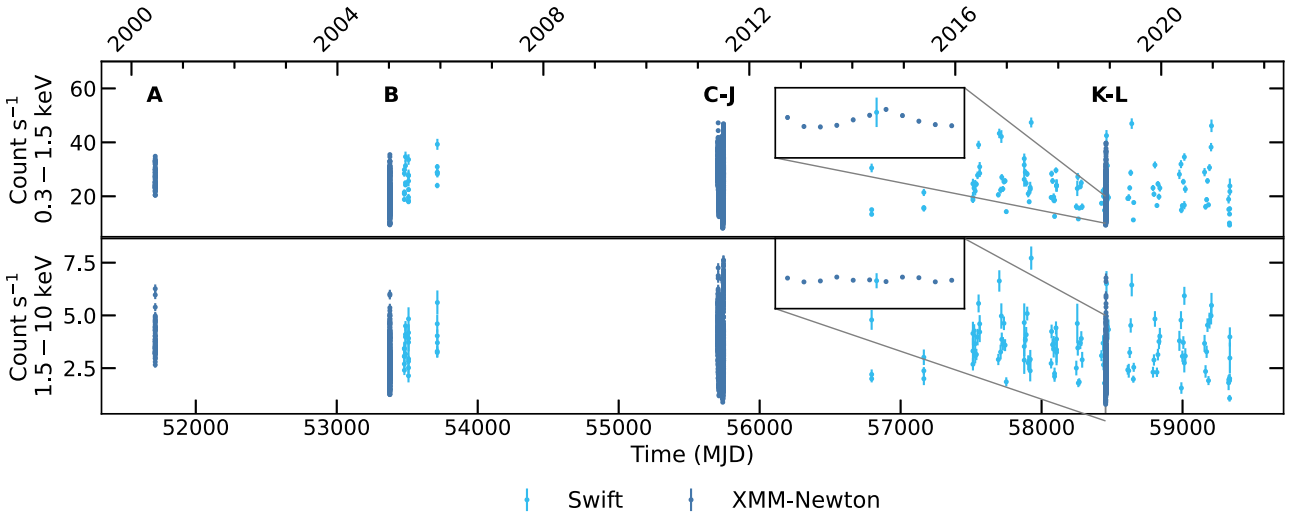 2000 2004 2008 2012 2016 2020
Count s⁻¹
0.3 − 1.5 keV
60
40
20
A B C-J K-L
Count s⁻¹
1.5 − 10 keV
7.5
5.0
2.5
52000 53000 54000 55000 56000 57000 58000 59000
Time (MJD)
Swift XMM-Newton